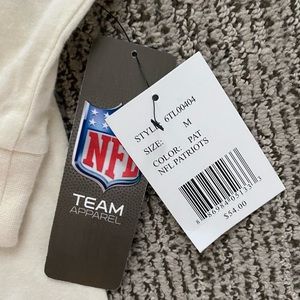 NFL
TEAM
APPAREL
STYLE: 6TL00404
SIZE: M
COLOR: PAT
NFL PATRIOTS
$54.00